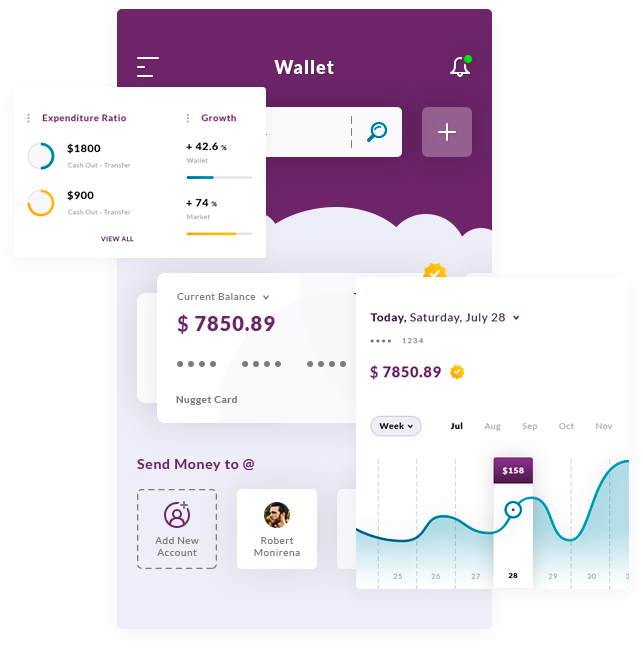 Wallet
Expenditure Ratio
Growth
$1800
Cash Out - Transfer
+ 42.6 %
Wallet
$900
Cash Out - Transfer
+ 74 %
Market
VIEW ALL
Current Balance
$ 7850.89
Nugget Card
Today, Saturday, July 28
1234
$ 7850.89
Week
Jul Aug Sep Oct Nov
$158
25 26 27 28 29 30
Send Money to @
Add New
Account
Robert
Monirena